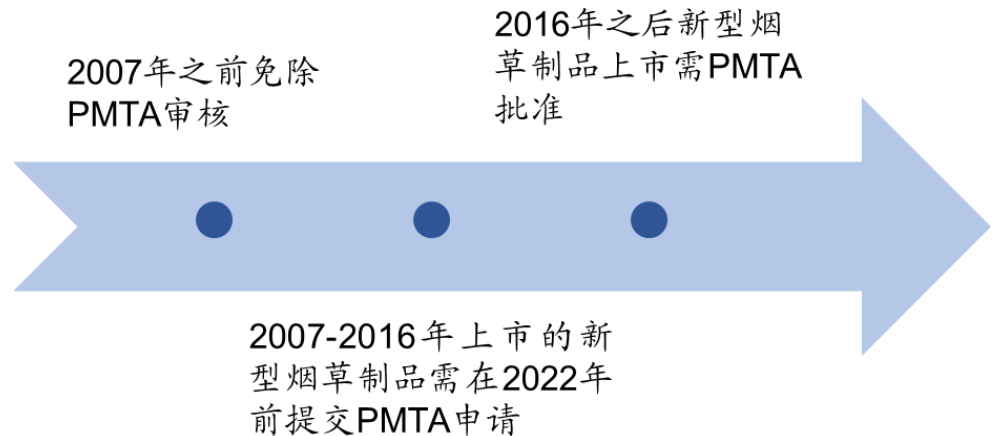 2007年之前免除
PMTA审核
2007-2016年上市的新
型烟草制品需在2022年
前提交PMTA申请
2016年之后新型烟
草制品上市需PMTA
批准